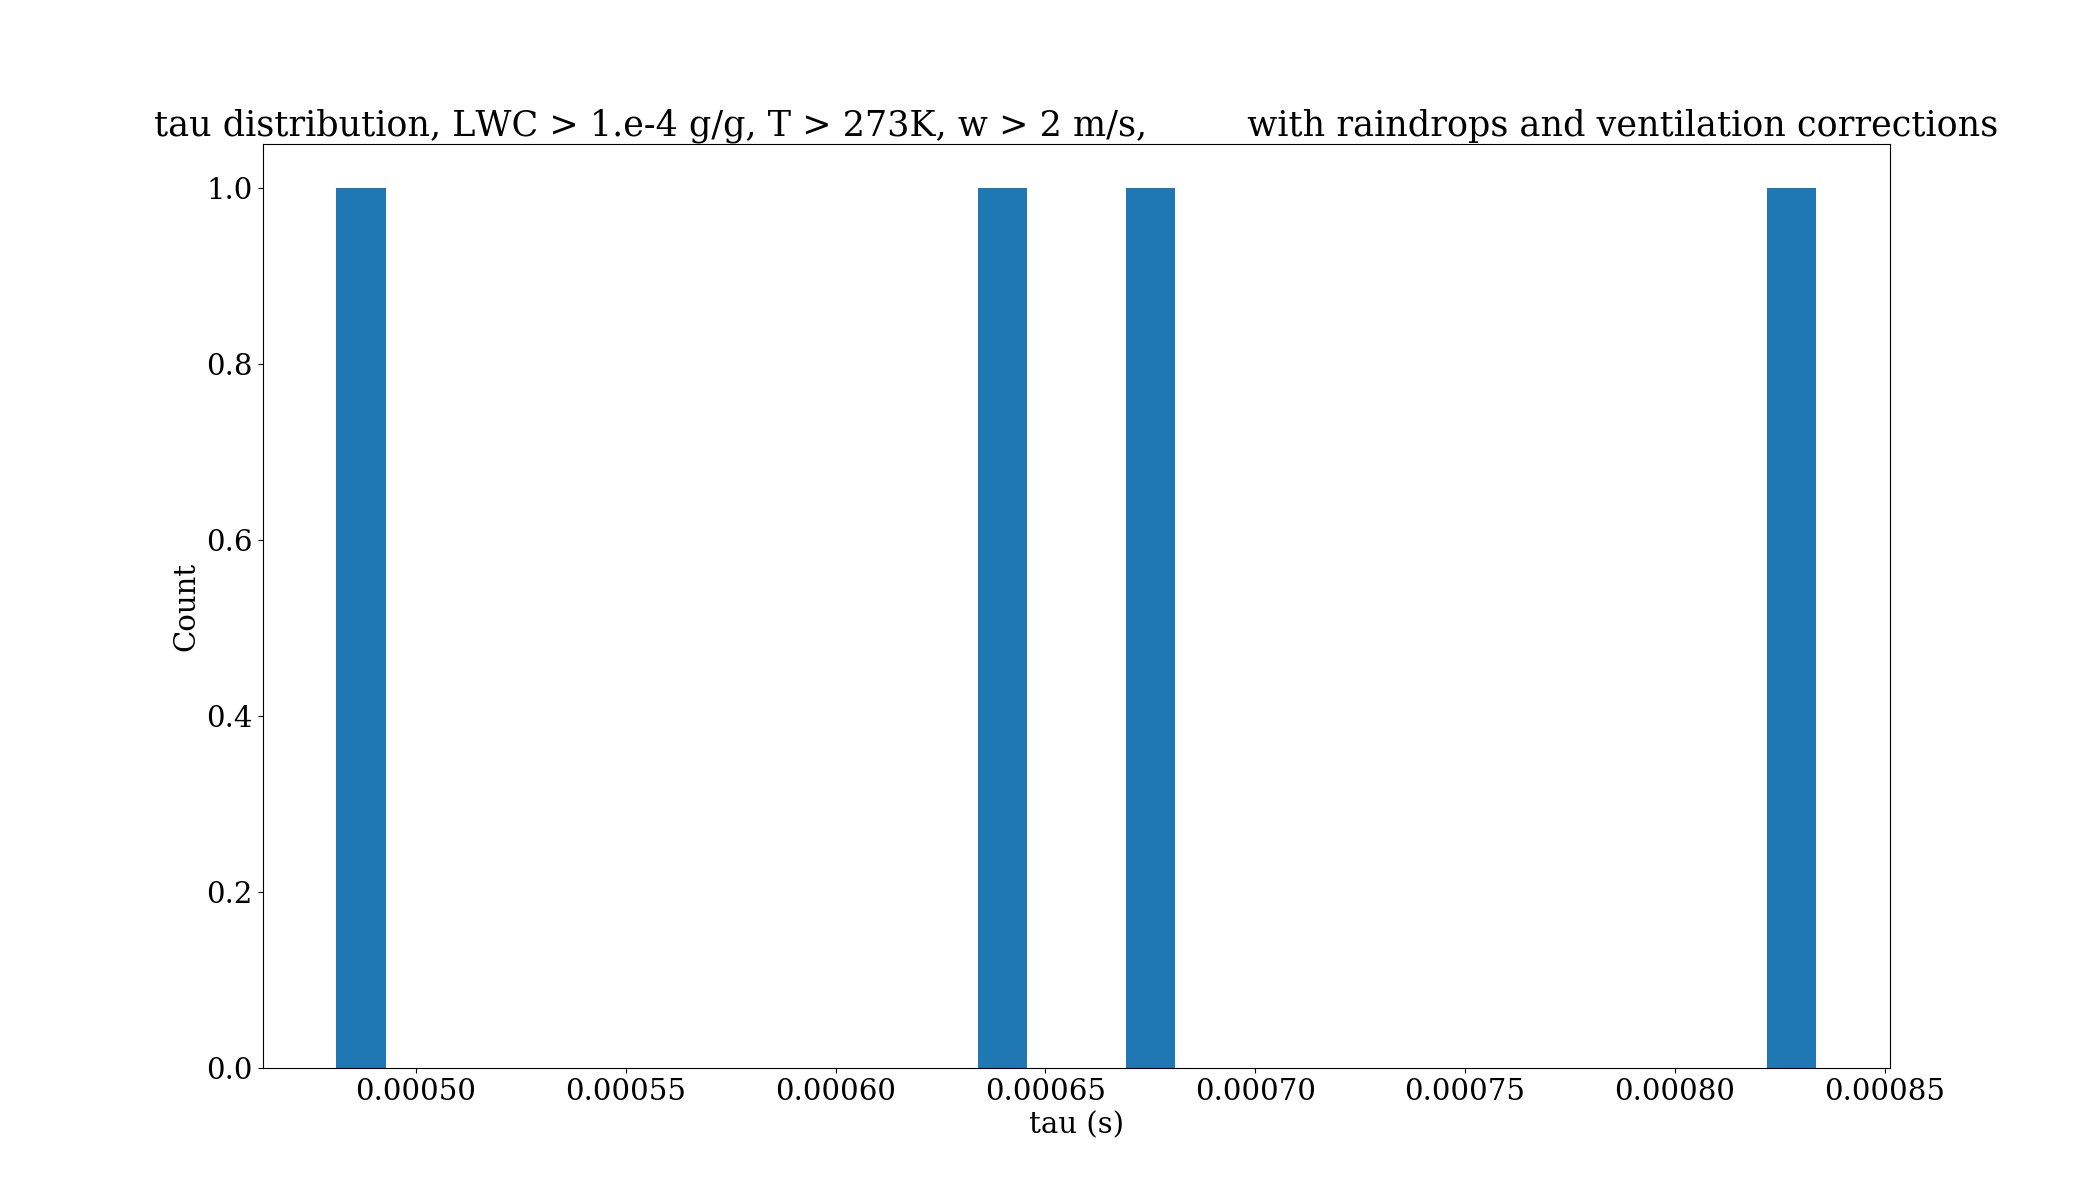 tau distribution, LWC > 1.e-4 g/g, T > 273K, w > 2 m/s, with raindrops and ventilation corrections
1.0
0.8
0.6
0.4
0.2
0.0
Count
0.00050 0.00055 0.00060 0.00065 0.00070 0.00075 0.00080 0.00085
tau (s)